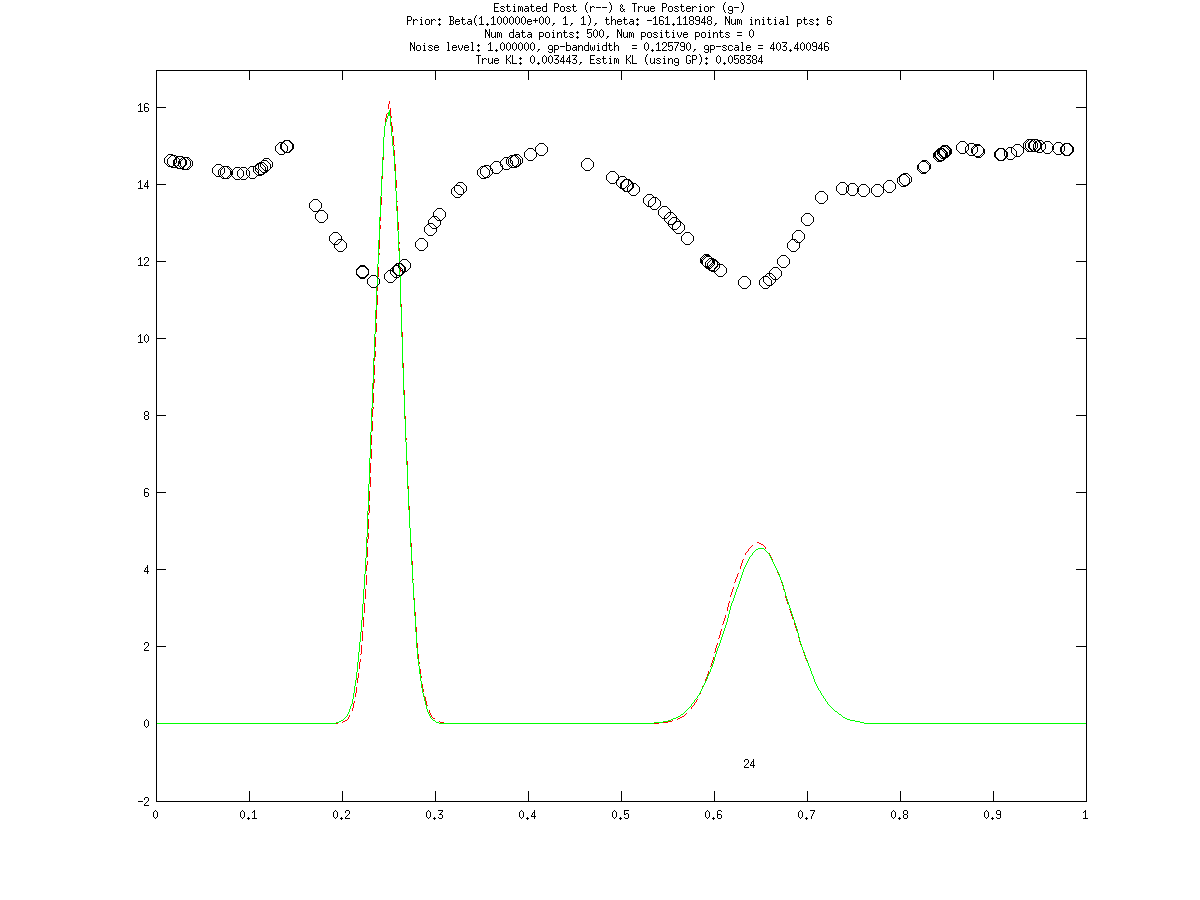 Estimated Post (r--) & True Posterior (g-)
Prior: Beta(1.100000e+00, 1, 1), theta: -161.118948, Num initial pts: 6
Num data points: 500, Num positive points = 0
Noise level: 1.000000, gp-bandwidth  = 0.125790, gp-scale = 403.400946
True KL: 0.003443, Estim KL (using GP): 0.058384
16
14
12
10
8
6
4
2
0
24
-2
0 0.1 0.2 0.3 0.4 0.5 0.6 0.7 0.8 0.9 1